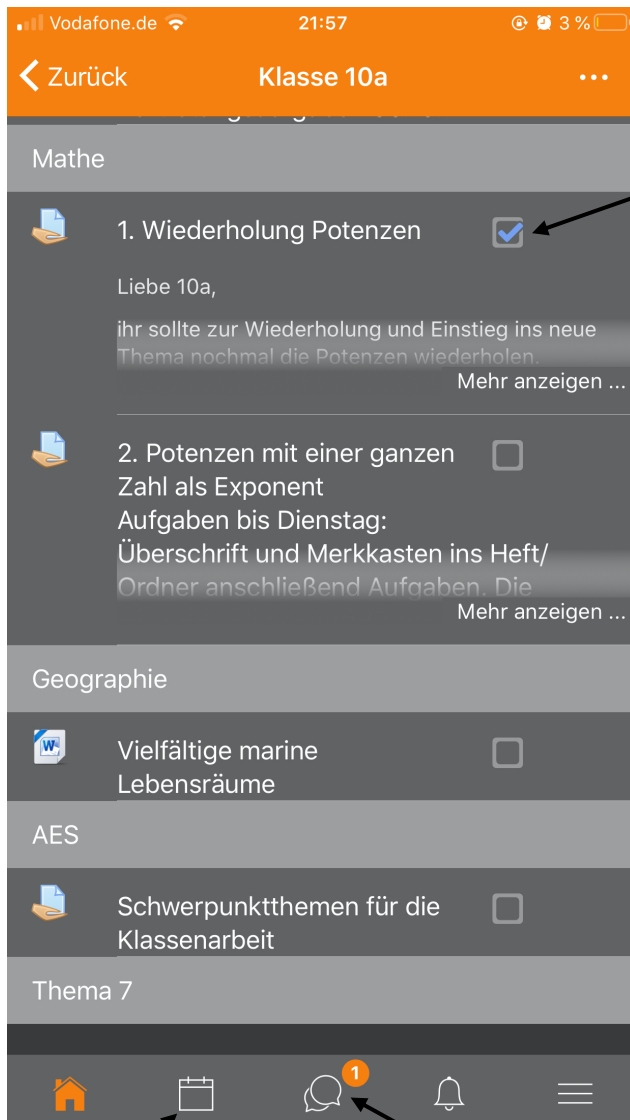 Vodafone.de 21:57 3 %
Zurück Klasse 10a
Mathe
1. Wiederholung Potenzen
Liebe 10a,
ihr sollte zur Wiederholung und Einstieg ins neue
Thema nochmal die Potenzen wiederholen.
Mehr anzeigen ...
2. Potenzen mit einer ganzen
Zahl als Exponent
Aufgaben bis Dienstag:
Überschrift und Merkkasten ins Heft/
Ordner anschließend Aufgaben. Die
Mehr anzeigen ...
Geographie
W
Vielfältige marine
Lebensräume
AES
Schwerpunktthemen für die
Klassenarbeit
Thema 7
1